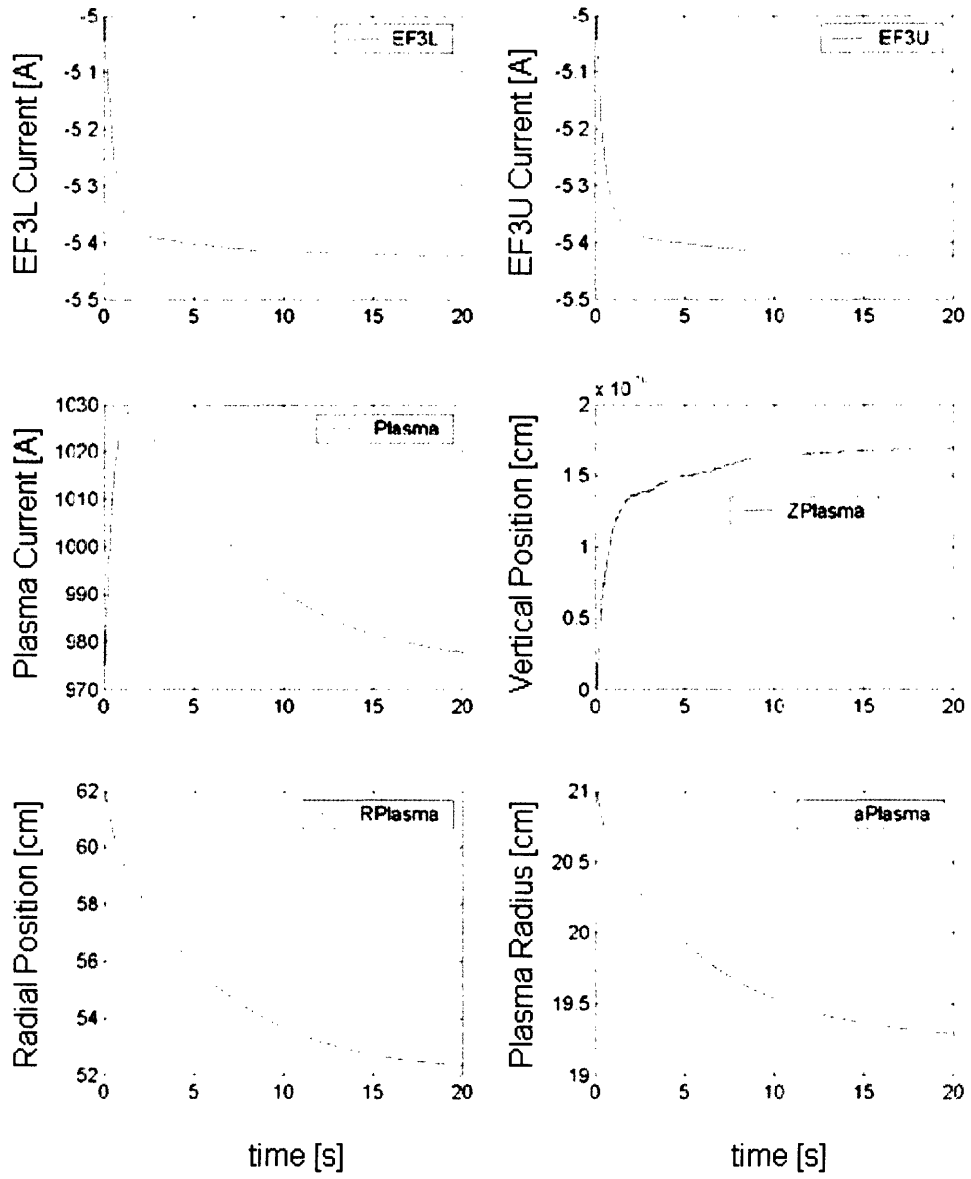 EF3L Current [A]
-5
-5.1
-5.2
-5.3
-5.4
-5.5
0 5 10 15 20
EF3L
EF3U Current [A]
-5
-5.1
-5.2
-5.3
-5.4
-5.5
0 5 10 15 20
EF3U
Plasma Current [A]
1030
1020
1010
1000
990
980
970
0 5 10 15 20
Plasma
Vertical Position [cm]
x 10
2
1.5
1
0.5
0
0 5 10 15 20
ZPlasma
Radial Position [cm]
62
60
58
56
54
52
0 5 10 15 20
RPlasma
time [s]
Plasma Radius [cm]
21
20.5
20
19.5
19
0 5 10 15 20
aPlasma
time [s]